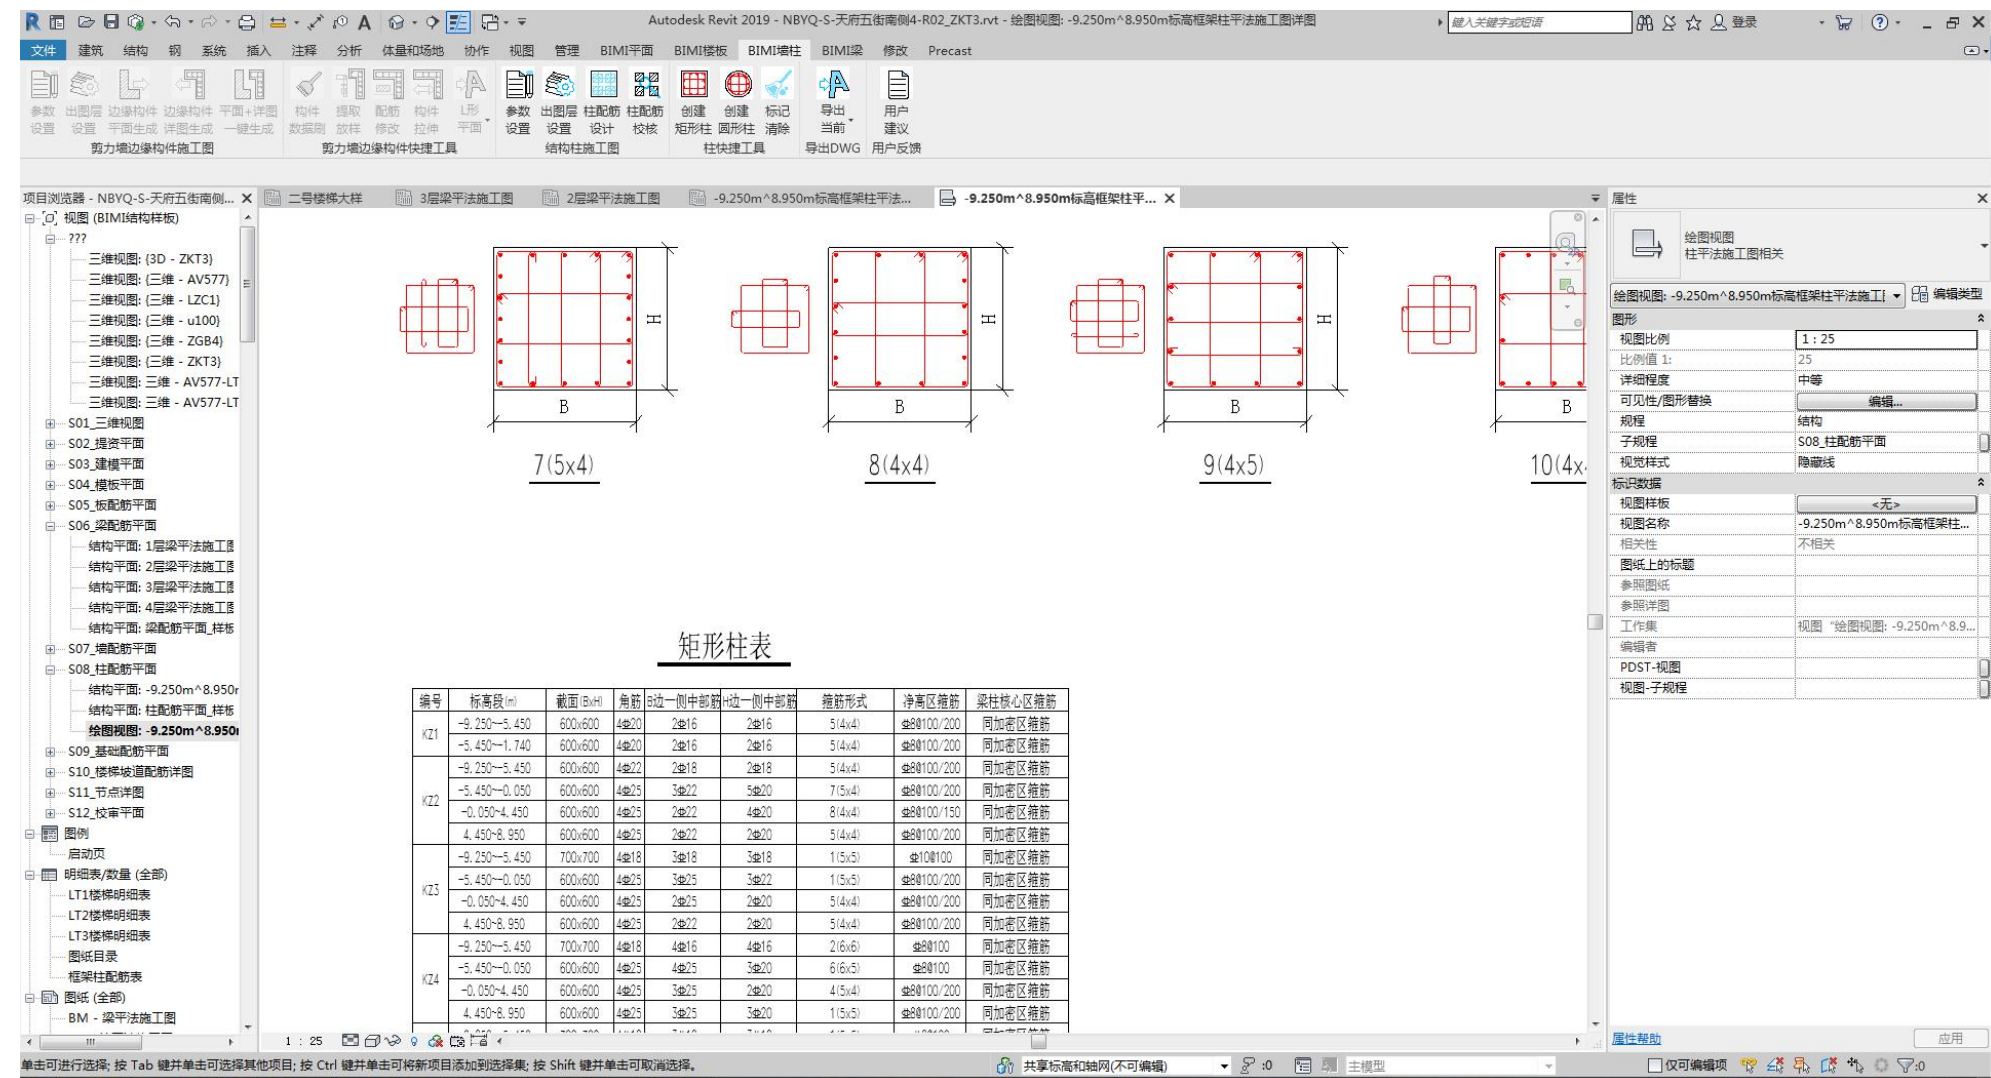 Autodesk Revit 2019 - NBYQ-S-天府五街南侧4-R02_ZKT3.rvt - 绘图视图: -9.250m^8.950m标高框架柱平法施工图详图
键入关键字或短语
登录
文件 建筑 结构 钢 系统 插入 注释 分析 体量和场地 协作 视图 管理 BIMI平面 BIMI楼板 BIMI墙柱 BIMI梁 修改 Precast
参数 出图层 边缘构件 边缘构件 平面+详图 构件 提取 配筋 构件 L形 参数 出图层 柱配筋 柱配筋 创建 创建 标记 导出 用户
设置 设置 平面生成 详图生成 一键生成 数据刷 放样 修改 拉伸 平面 设置 设置 设计 校核 矩形柱 圆形柱 清除 当前 建议
剪力墙边缘构件施工图 剪力墙边缘构件快捷工具 结构柱施工图 柱快捷工具 导出DWG 用户反馈
项目浏览器 - NBYQ-S-天府五街南侧...
二号楼梯大样 3层梁平法施工图 2层梁平法施工图 -9.250m^8.950m标高框架柱平法... -9.250m^8.950m标高框架柱平...
视图 (BIMI结构样板)
???
三维视图: {3D - ZKT3}
三维视图: {三维 - AV577}
三维视图: {三维 - LZC1}
三维视图: {三维 - u100}
三维视图: {三维 - ZGB4}
三维视图: {三维 - ZKT3}
三维视图: 三维 - AV577-LT
三维视图: 三维 - AV577-LT
S01_三维视图
S02_提资平面
S03_建模平面
S04_模板平面
S05_板配筋平面
S06_梁配筋平面
结构平面: 1层梁平法施工图
结构平面: 2层梁平法施工图
结构平面: 3层梁平法施工图
结构平面: 4层梁平法施工图
结构平面: 梁配筋平面_样板
S07_墙配筋平面
S08_柱配筋平面
结构平面: -9.250m^8.950m
结构平面: 柱配筋平面_样板
绘图视图: -9.250m^8.950m
S09_基础配筋平面
S10_楼梯坡道配筋详图
S11_节点详图
S12_校审平面
图例
启动页
明细表/数量 (全部)
LT1楼梯明细表
LT2楼梯明细表
LT3楼梯明细表
图纸目录
框架柱配筋表
图纸 (全部)
BM - 梁平法施工图
H H H
B B B B
7(5x4) 8(4x4) 9(4x5) 10(4x
矩形柱表
编号 标高段(m) 截面(BxH) 角筋 B边一侧中部筋 H边一侧中部筋 箍筋形式 净高区箍筋 梁柱核心区箍筋
KZ1
-9.250~-5.450 600x600 4⌽20 2⌽16 2⌽16 5(4x4) ⌽8@100/200 同加密区箍筋
-5.450~-1.740 600x600 4⌽20 2⌽16 2⌽16 5(4x4) ⌽8@100/200 同加密区箍筋
KZ2
-9.250~-5.450 600x600 4⌽22 2⌽18 2⌽18 5(4x4) ⌽8@100/200 同加密区箍筋
-5.450~-0.050 600x600 4⌽25 3⌽22 5⌽20 7(5x4) ⌽8@100/200 同加密区箍筋
-0.050~4.450 600x600 4⌽25 2⌽22 4⌽20 8(4x4) ⌽8@100/150 同加密区箍筋
4.450~8.950 600x600 4⌽25 2⌽22 2⌽20 5(4x4) ⌽8@100/200 同加密区箍筋
KZ3
-9.250~-5.450 700x700 4⌽18 3⌽18 3⌽18 1(5x5) ⌽10@100 同加密区箍筋
-5.450~-0.050 600x600 4⌽25 3⌽25 3⌽22 1(5x5) ⌽8@100/200 同加密区箍筋
-0.050~4.450 600x600 4⌽25 2⌽25 2⌽20 5(4x4) ⌽8@100/200 同加密区箍筋
4.450~8.950 600x600 4⌽25 2⌽22 2⌽20 5(4x4) ⌽8@100/200 同加密区箍筋
KZ4
-9.250~-5.450 700x700 4⌽18 4⌽16 4⌽16 2(6x6) ⌽8@100 同加密区箍筋
-5.450~-0.050 600x600 4⌽25 4⌽25 3⌽20 6(6x5) ⌽8@100 同加密区箍筋
-0.050~4.450 600x600 4⌽25 3⌽25 2⌽20 4(5x4) ⌽8@100/200 同加密区箍筋
4.450~8.950 600x600 4⌽25 3⌽25 3⌽20 1(5x5) ⌽8@100/200 同加密区箍筋
1 : 25
属性
绘图视图
柱平法施工图相关
绘图视图: -9.250m^8.950m标高框架柱平法施工 编辑类型
图形
视图比例 1 : 25
比例值 1: 25
详细程度 中等
可见性/图形替换 编辑...
规程 结构
子规程 S08_柱配筋平面
视觉样式 隐藏线
标识数据
视图样板 <无>
视图名称 -9.250m^8.950m标高框架柱...
相关性 不相关
图纸上的标题
参照图纸
参照详图
工作集 视图 "绘图视图: -9.250m^8.9...
编辑者
PDST-视图
视图-子规程
属性帮助 应用
单击可进行选择; 按 Tab 键并单击可选择其他项目; 按 Ctrl 键并单击可将新项目添加到选择集; 按 Shift 键并单击可取消选择。
共享标高和轴网(不可编辑) :0 主模型 仅可编辑项 :0